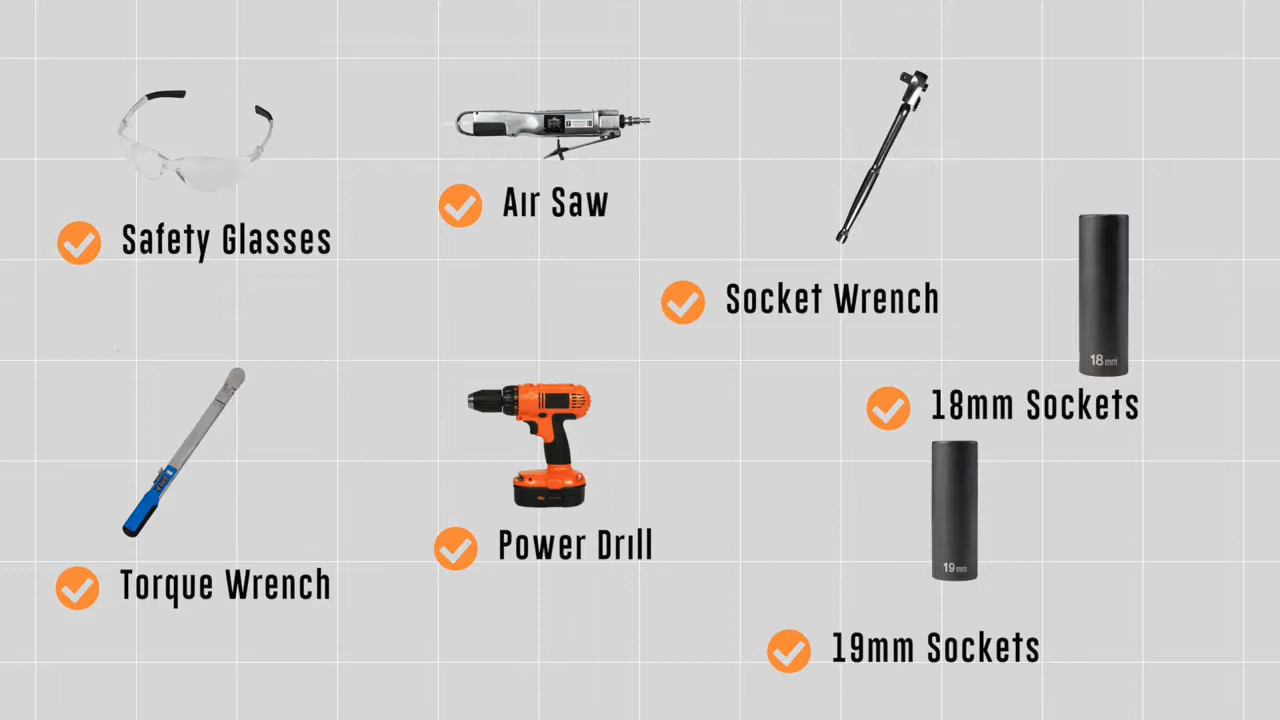 Safety Glasses
Air Saw
Socket Wrench
18mm
18mm Sockets
Torque Wrench
Power Drill
19mm
19mm Sockets